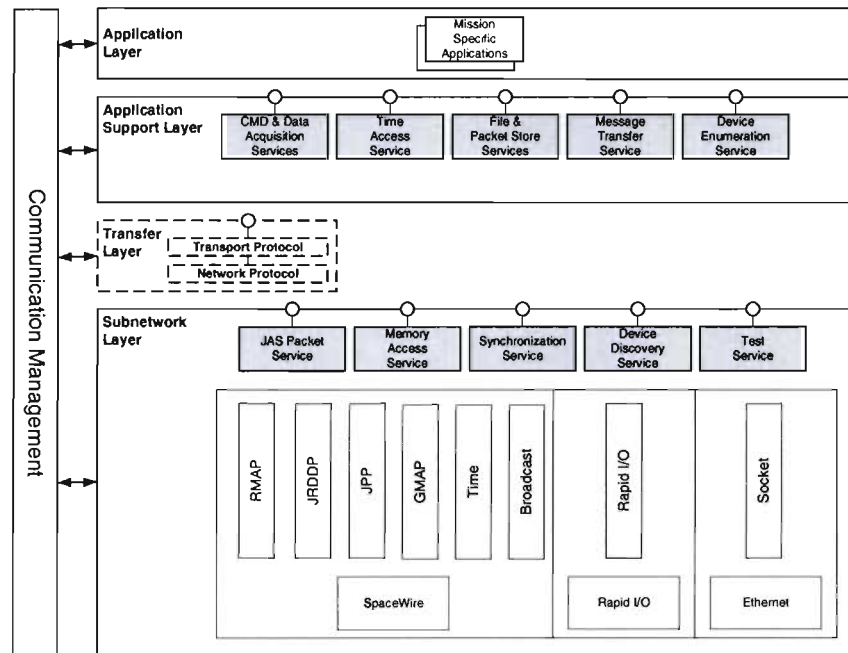 Communication Management
Application
Layer
Mission
Specific
Applications
Application
Support Layer
CMD & Data
Acquisition
Services
Time
Access
Service
File &
Packet Store
Services
Message
Transfer
Service
Device
Enumeration
Service
Transfer
Layer
Transport Protocol
Network Protocol
Subnetwork
Layer
JAS Packet
Service
Memory
Access
Service
Synchronization
Service
Device
Discovery
Service
Test
Service
RMAP
JRDDP
JPP
GMAP
Time
Broadcast
Rapid I/O
Socket
SpaceWire
Rapid I/O
Ethernet